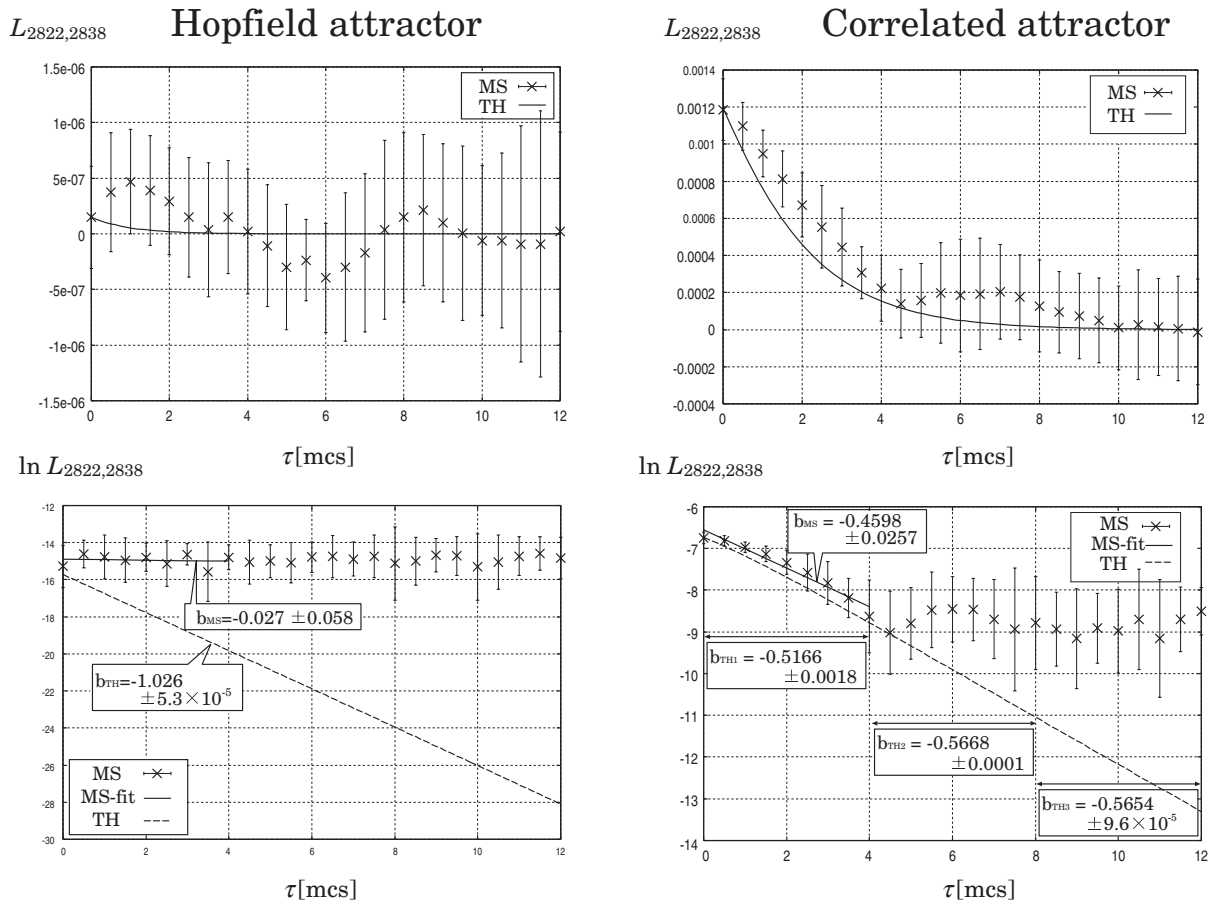 Hopfield attractor
L2822,2838
1.5e-06
1e-06
5e-07
0
-5e-07
-1e-06
-1.5e-06
MS
TH
0 2 4 6 8 10 12
τ[mcs]
Correlated attractor
L2822,2838
0.0014
0.0012
0.001
0.0008
0.0006
0.0004
0.0002
0
-0.0002
-0.0004
MS
TH
0 2 4 6 8 10 12
τ[mcs]
ln L2822,2838
-12
-14
-16
-18
-20
-22
-24
-26
-28
-30
bMS=-0.027 ±0.058
bTH=-1.026
±5.3×10-5
MS
MS-fit
TH
0 2 4 6 8 10 12
τ[mcs]
ln L2822,2838
-6
-7
-8
-9
-10
-11
-12
-13
-14
bMS = -0.4598
±0.0257
MS
MS-fit
TH
bTH1 = -0.5166
±0.0018
bTH2 = -0.5668
±0.0001
bTH3 = -0.5654
±9.6×10-5
0 2 4 6 8 10 12
τ[mcs]